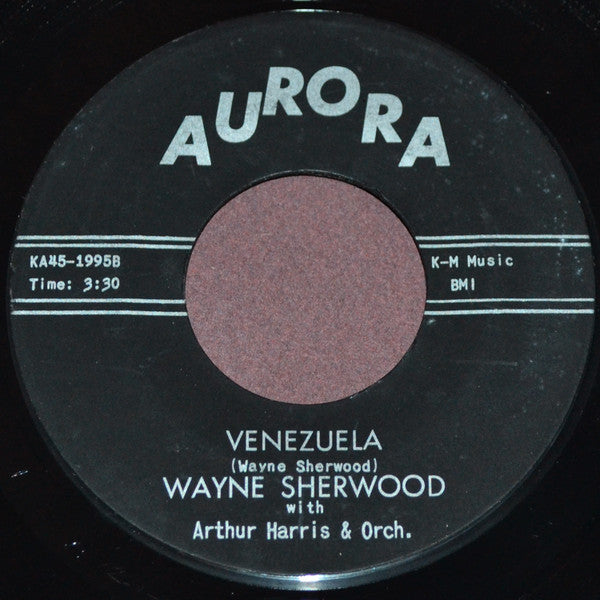 AURORA
KA45-1995B
Time: 3:30
K-M Music
BMI
VENEZUELA
(Wayne Sherwood)
WAYNE SHERWOOD
with
Arthur Harris & Orch.